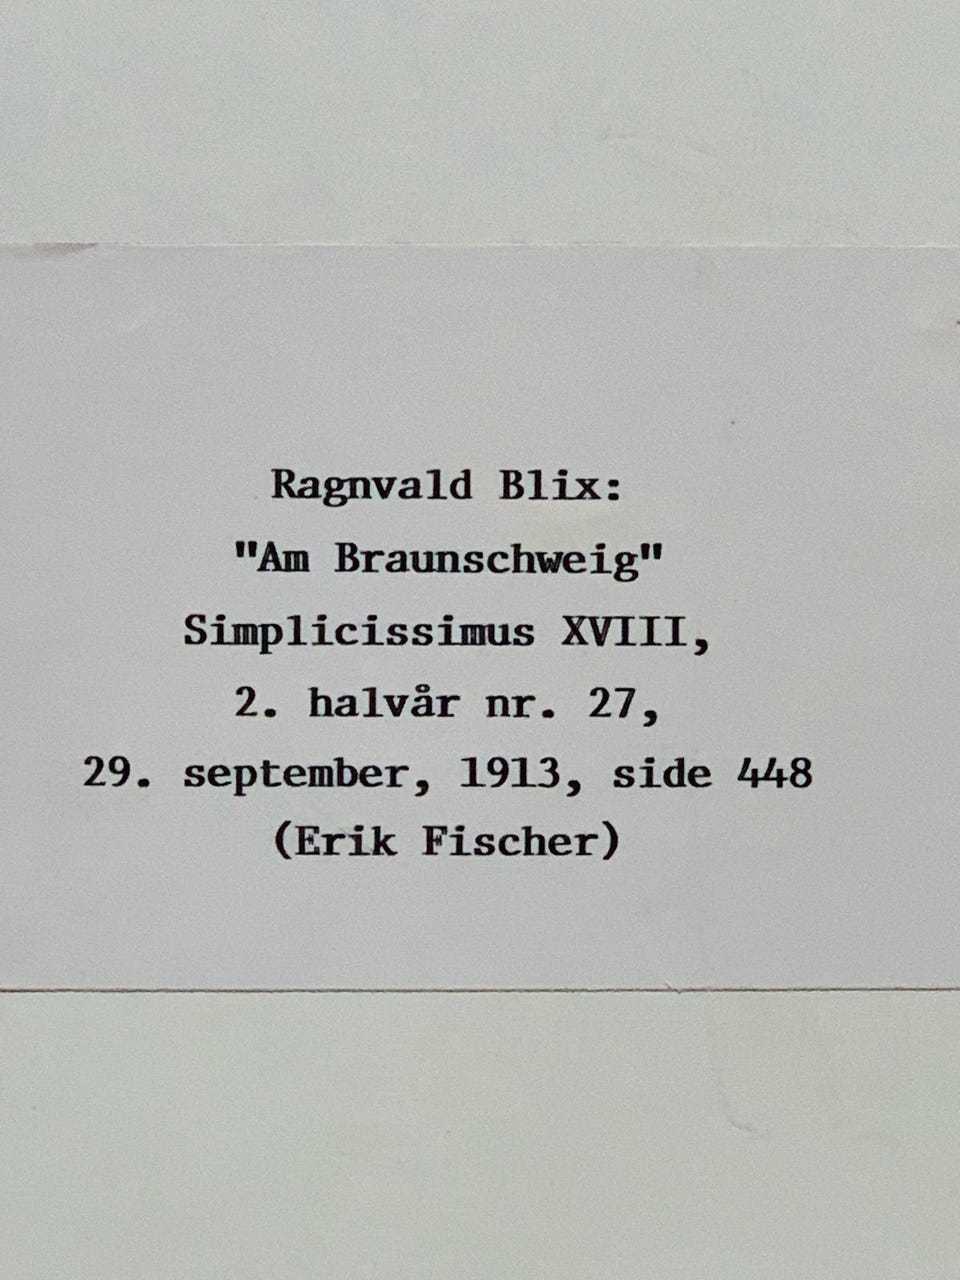 Ragnvald Blix:
"Am Braunschweig"
Simplicissimus XVIII,
2. halvår nr. 27,
29. september, 1913, side 448
(Erik Fischer)